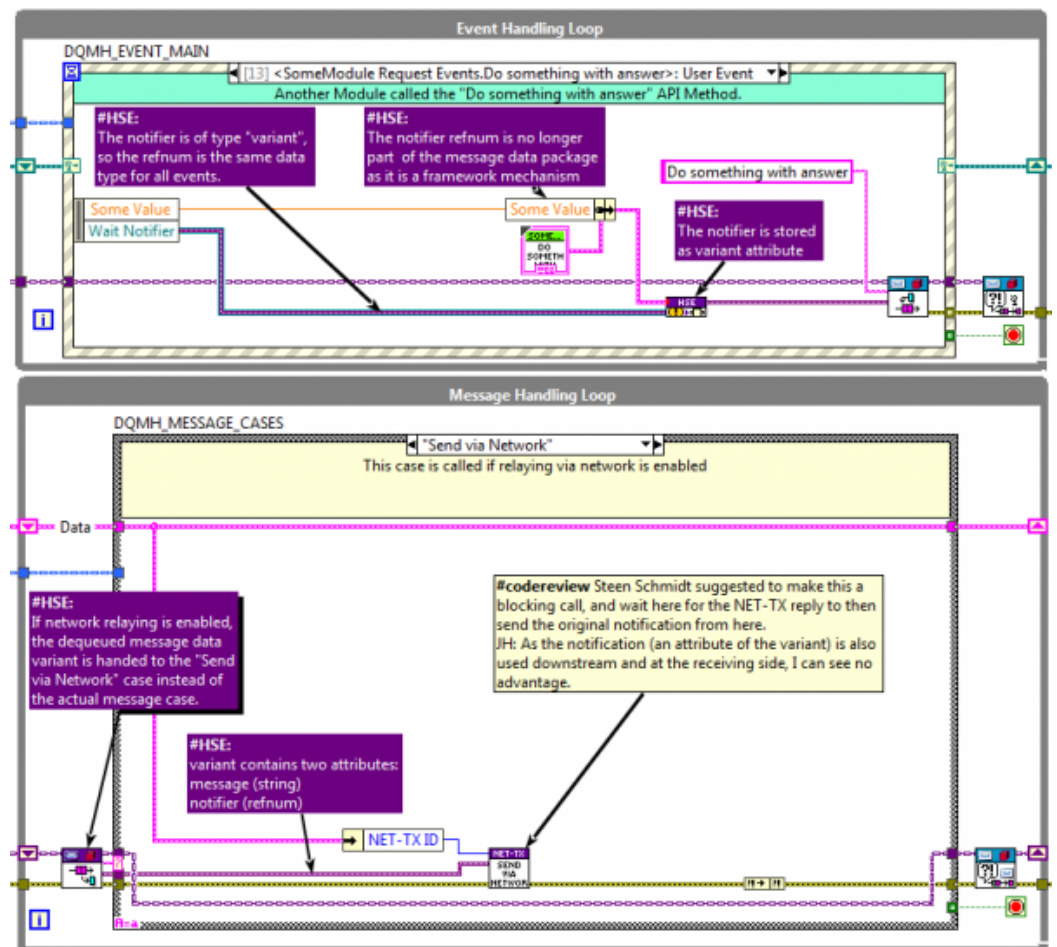 Event Handling Loop
DQMH_EVENT_MAIN
[13] <SomeModule Request Events.Do something with answer>: User Event
Another Module called the "Do something with answer" API Method.
#HSE:
The notifier is of type "variant",
so the refnum is the same data
type for all events.
#HSE:
The notifier refnum is no longer
part of the message data package
as it is a framework mechanism
Do something with answer
Some Value
Wait Notifier
Some Value
#HSE:
The notifier is stored
as variant attribute
SOME..
DO
SOMETH
HSE
i
Message Handling Loop
DQMH_MESSAGE_CASES
"Send via Network"
This case is called if relaying via network is enabled
Data
#HSE:
If network relaying is enabled,
the dequeued message data
variant is handed to the "Send
via Network" case instead of
the actual message case.
#codereview Steen Schmidt suggested to make this a
blocking call, and wait here for the NET-TX reply to then
send the original notification from here.
JH: As the notification (an attribute of the variant) is also
used downstream and at the receiving side, I can see no
advantage.
#HSE:
variant contains two attributes:
message (string)
notifier (refnum)
NET-TX ID
NET-TX
SEND
VIA
NETWOR
A=a
i